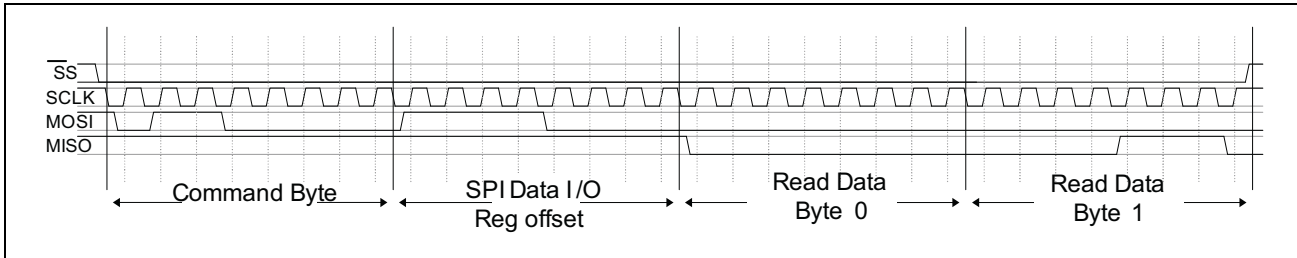 SS
SCLK
MOSI
MISO
Command Byte
SPI Data I/O
Reg offset
Read Data
Byte 0
Read Data
Byte 1